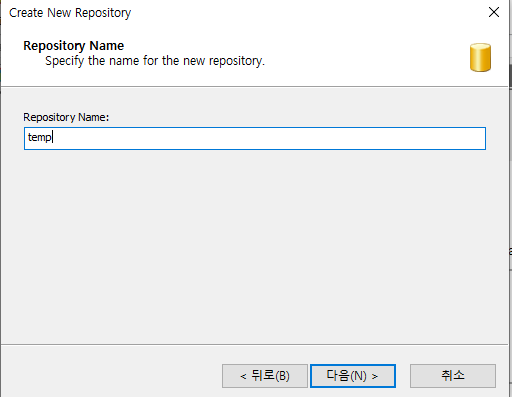 Create New Repository
Repository Name
Specify the name for the new repository.
Repository Name:
temp
< 뒤로(B)
다음(N) >
취소